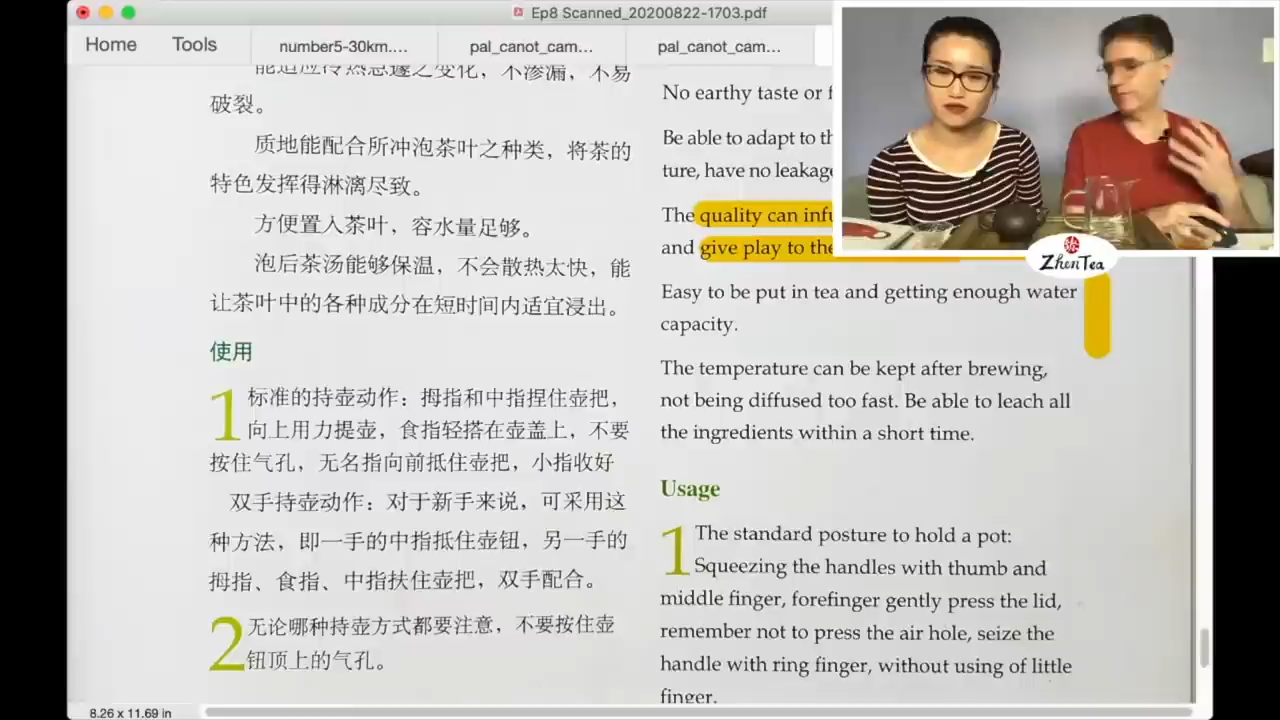 Ep8 Scanned_20200822-1703.pdf
Home
Tools
number5-30km....
pal_canot_cam...
pal_canot_cam...
能适应冷热急遽之变化，不渗漏，不易
破裂。
质地能配合所冲泡茶叶之种类，将茶的
特色发挥得淋漓尽致。
方便置入茶叶，容水量足够。
泡后茶汤能够保温，不会散热太快，能
让茶叶中的各种成分在短时间内适宜浸出。
使用
1 标准的持壶动作：拇指和中指捏住壶把，
向上用力提壶，食指轻搭在壶盖上，不要
按住气孔，无名指向前抵住壶把，小指收好
双手持壶动作：对于新手来说，可采用这
种方法，即一手的中指抵住壶钮，另一手的
拇指、食指、中指扶住壶把，双手配合。
2 无论哪种持壶方式都要注意，不要按住壶
钮顶上的气孔。
No earthy taste or
Be able to adapt to
ture, have no leakage
The quality can
and give play to the
Easy to be put in tea and getting enough water
capacity.
The temperature can be kept after brewing,
not being diffused too fast. Be able to leach all
the ingredients within a short time.
Usage
1 The standard posture to hold a pot:
Squeezing the handles with thumb and
middle finger, forefinger gently press the lid,
remember not to press the air hole, seize the
handle with ring finger, without using of little
finger.
ZhenTea
8.26 x 11.69 in